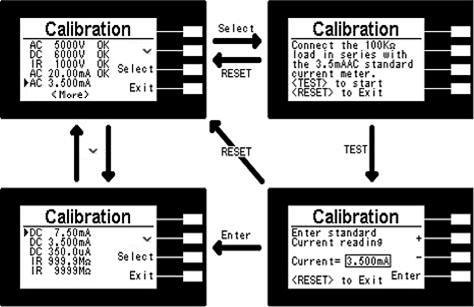 Calibration
AC 5000V OK
DC 6000V OK
IR 1000V OK
AC 20.00mA OK
AC 3.500mA
<More>
Select
Exit
Select
RESET
Calibration
Connect the 100KΩ
load in series with
the 3.5mAAC standard
current meter.
<TEST> to start
<RESET> to Exit
RESET
TEST
Calibration
DC 7.50mA
DC 3.500mA
DC 350.0uA
IR 999.9MΩ
IR 9999MΩ
Select
Exit
Enter
Calibration
Enter standard
Current reading
+
Current= 3.500mA
-
<RESET> to Exit Enter